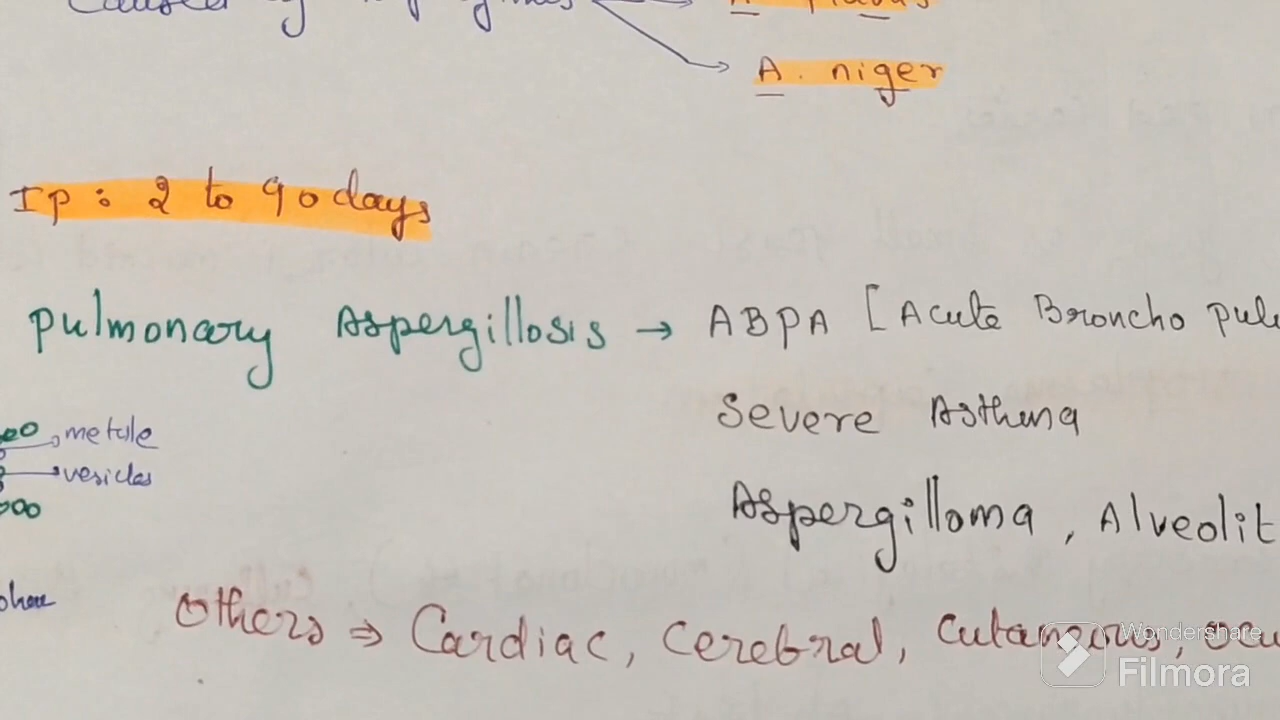 A. niger
Ip: 2 to 90 days
pulmonary Aspergillosis → ABPA [Acute Broncho pul
Severe Asthma
metule
vesicles
Aspergilloma, Alveolit
Others ⇒ Cardiac, Cerebral, Cutaneous, ocu
Wondershare
Filmora